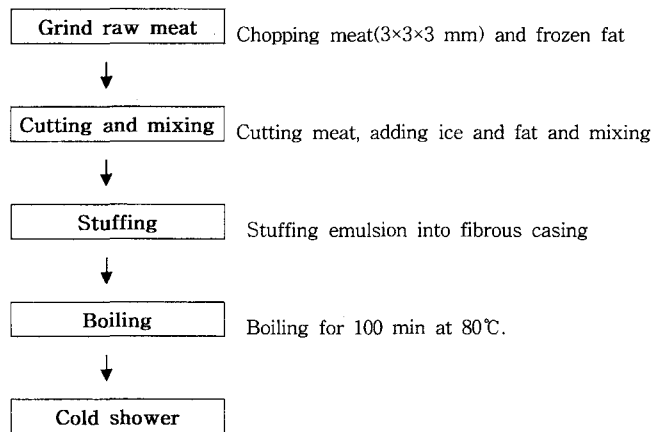 Grind raw meat Chopping meat(3×3×3 mm) and frozen fat
Cutting and mixing Cutting meat, adding ice and fat and mixing
Stuffing Stuffing emulsion into fibrous casing
Boiling Boiling for 100 min at 80℃.
Cold shower